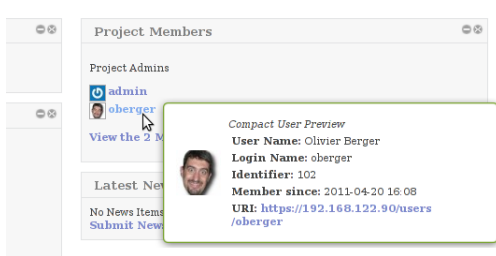 Project Members
Project Admins
admin
oberger
View the 2 M
Compact User Preview
User Name: Olivier Berger
Login Name: oberger
Identifier: 102
Member since: 2011-04-20 16:08
URI: https://192.168.122.90/users
/oberger
Latest New
No News Items
Submit New